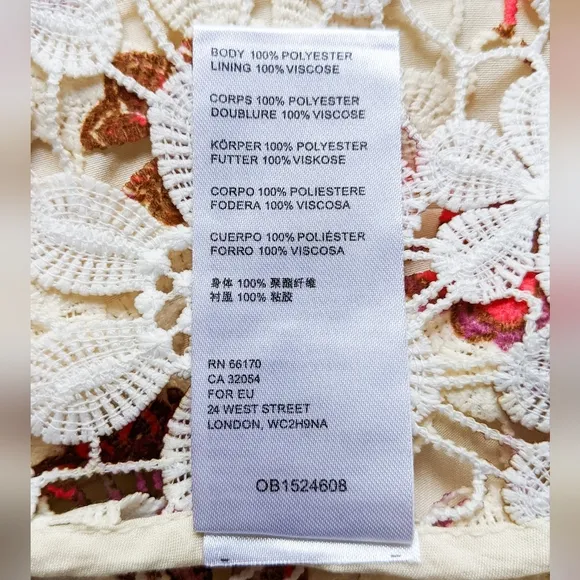 BODY 100% POLYESTER
LINING 100% VISCOSE
CORPS 100% POLYESTER
DOUBLURE 100% VISCOSE
KÖRPER 100% POLYESTER
FUTTER 100% VISKOSE
CORPO 100% POLIESTERE
FODERA 100% VISCOSA
CUERPO 100% POLIÉSTER
FORRO 100% VISCOSA
身体 100% 聚酯纤维
衬里 100% 粘胶
RN 66170
CA 32054
FOR EU
24 WEST STREET
LONDON, WC2H9NA
OB1524608